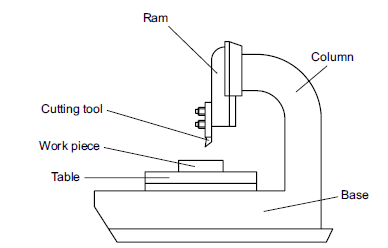 Ram
Column
Cutting tool
Work piece
Table
Base